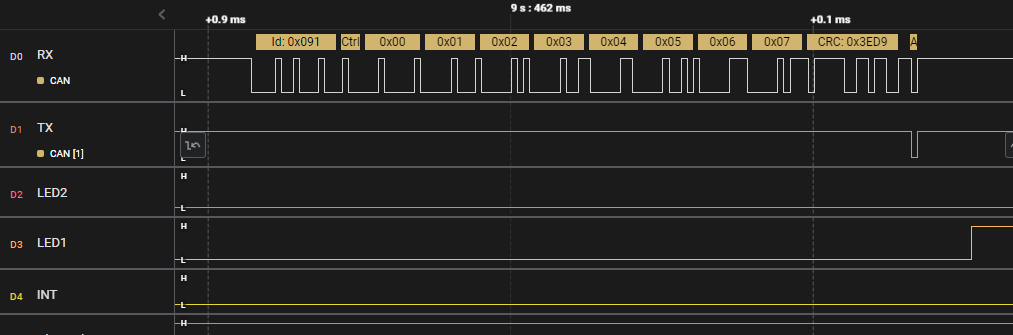 9 s : 462 ms
+0.9 ms
+0.1 ms
Id: 0x091 Ctrl 0x00 0x01 0x02 0x03 0x04 0x05 0x06 0x07 CRC: 0x3ED9 A
D0 RX H
CAN L
D1 TX H
CAN [1] L
H
D2 LED2
L
H
D3 LED1
L
H
D4 INT
L
H